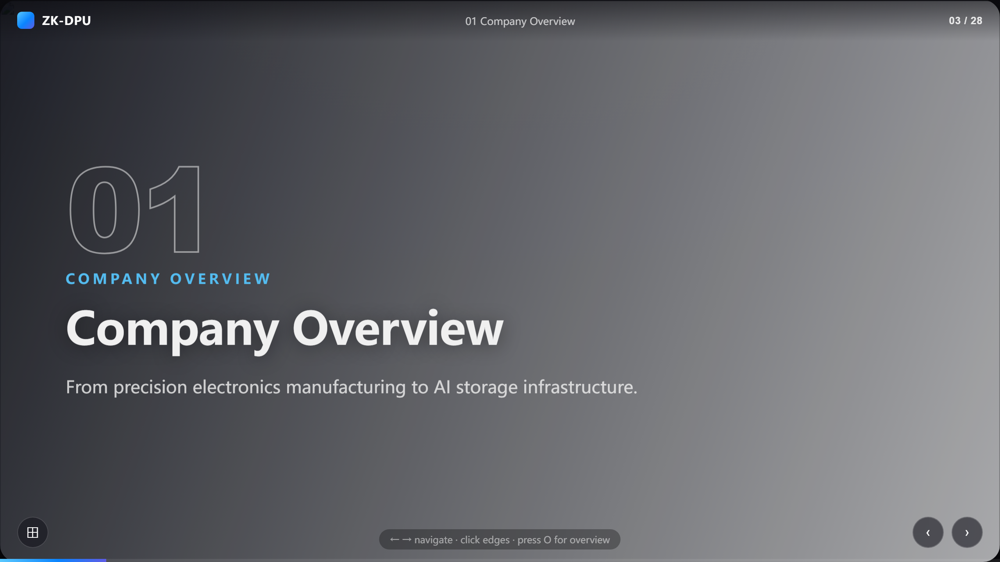 ZK-DPU
01 Company Overview
03 / 28
01
COMPANY OVERVIEW
Company Overview
From precision electronics manufacturing to AI storage infrastructure.
← → navigate · click edges · press O for overview
‹ ›